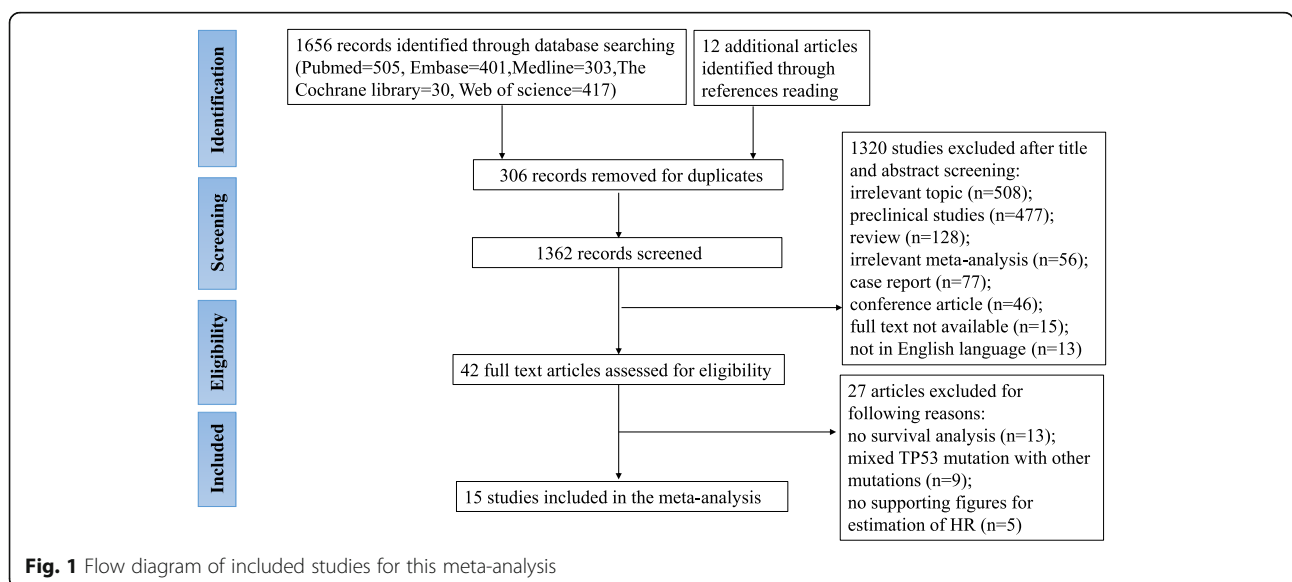 Identification
1656 records identified through database searching
(Pubmed=505, Embase=401,Medline=303,The
Cochrane library=30, Web of science=417)
12 additional articles
identified through
references reading
306 records removed for duplicates
Screening
1362 records screened
1320 studies excluded after title
and abstract screening:
irrelevant topic (n=508);
preclinical studies (n=477);
review (n=128);
irrelevant meta-analysis (n=56);
case report (n=77);
conference article (n=46);
full text not available (n=15);
not in English language (n=13)
Eligibility
42 full text articles assessed for eligibility
27 articles excluded for
following reasons:
no survival analysis (n=13);
mixed TP53 mutation with other
mutations (n=9);
no supporting figures for
estimation of HR (n=5)
Included
15 studies included in the meta-analysis
Fig. 1 Flow diagram of included studies for this meta-analysis